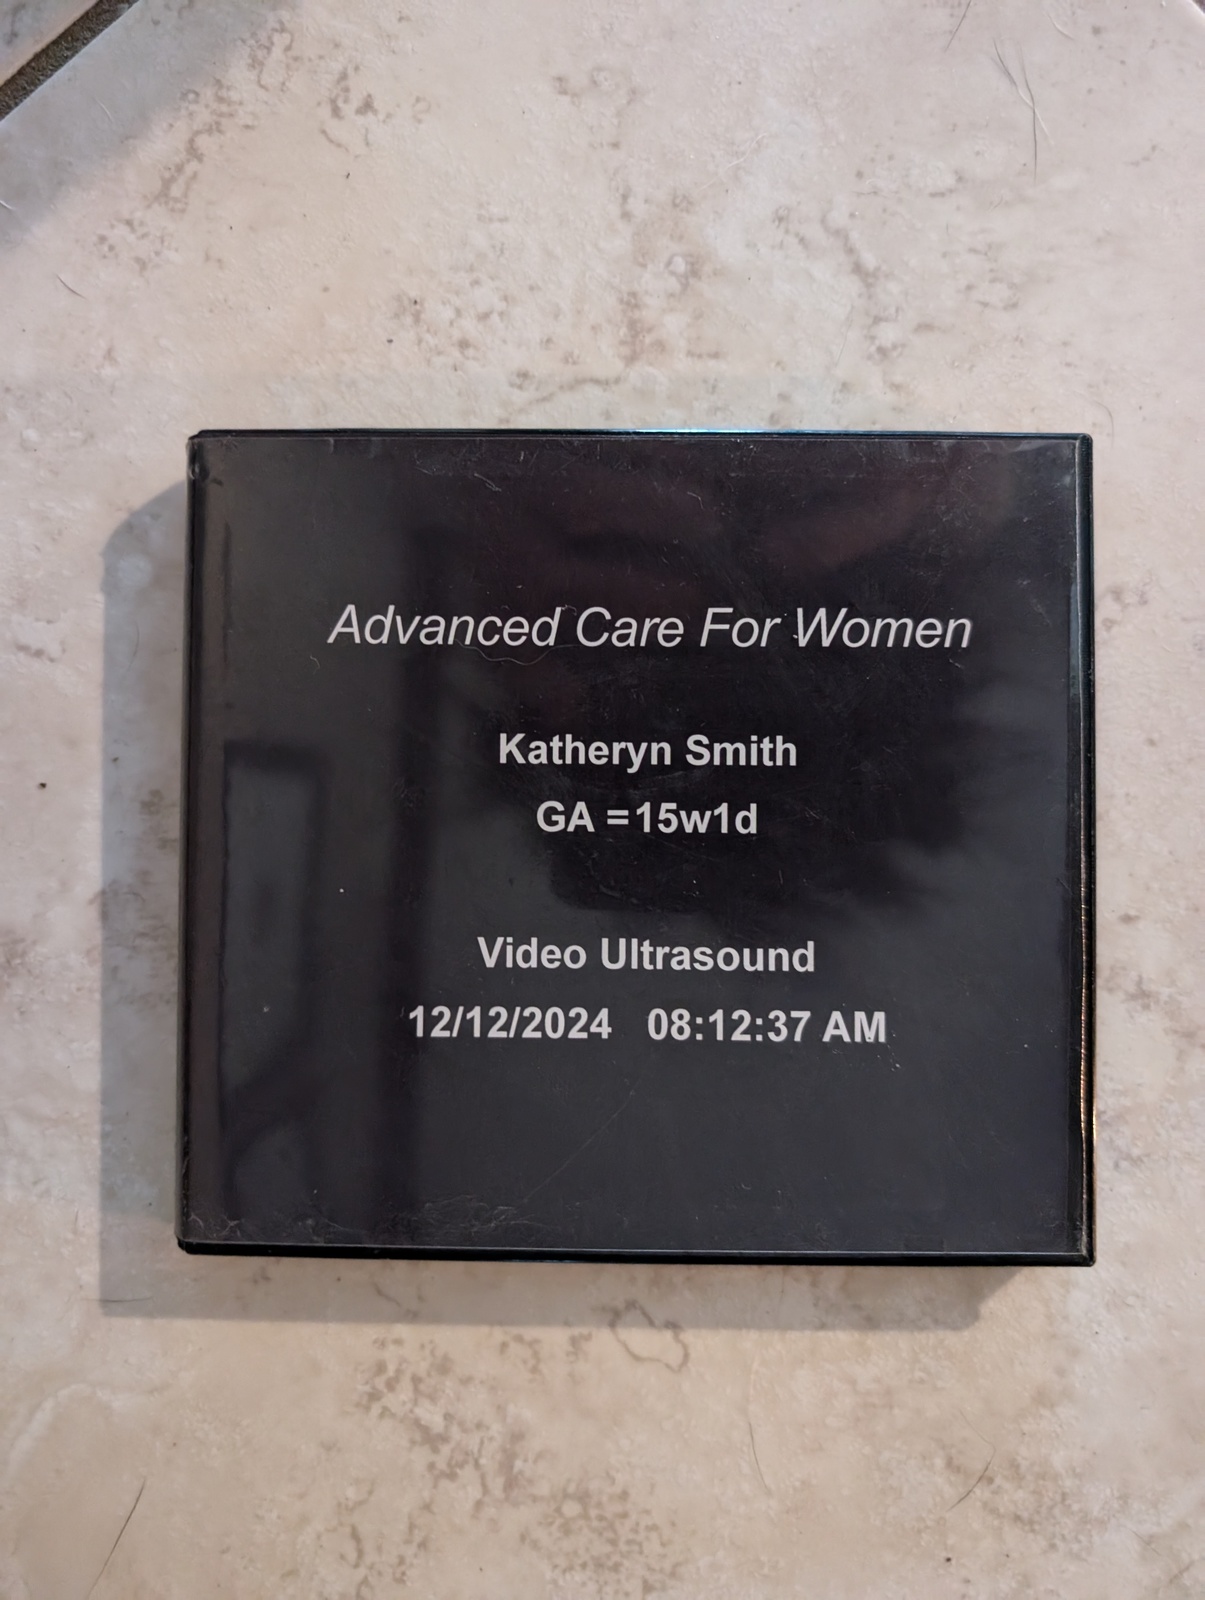 Advanced Care For Women
Katheryn Smith
GA =15w1d
Video Ultrasound
12/12/2024 08:12:37 AM